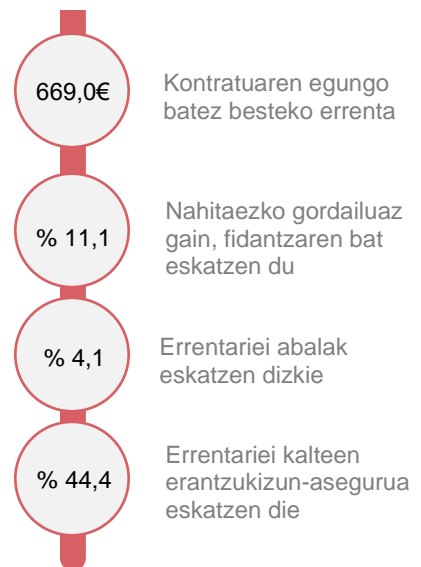 669,0€
Kontratuaren egungo
batez besteko errenta
% 11,1
Nahitaezko gordailuaz
gain, fidantzaren bat
eskatzen du
% 4,1
Errentariei abalak
eskatzen dizkie
% 44,4
Errentariei kalteen
erantzukizun-asegurua
eskatzen die